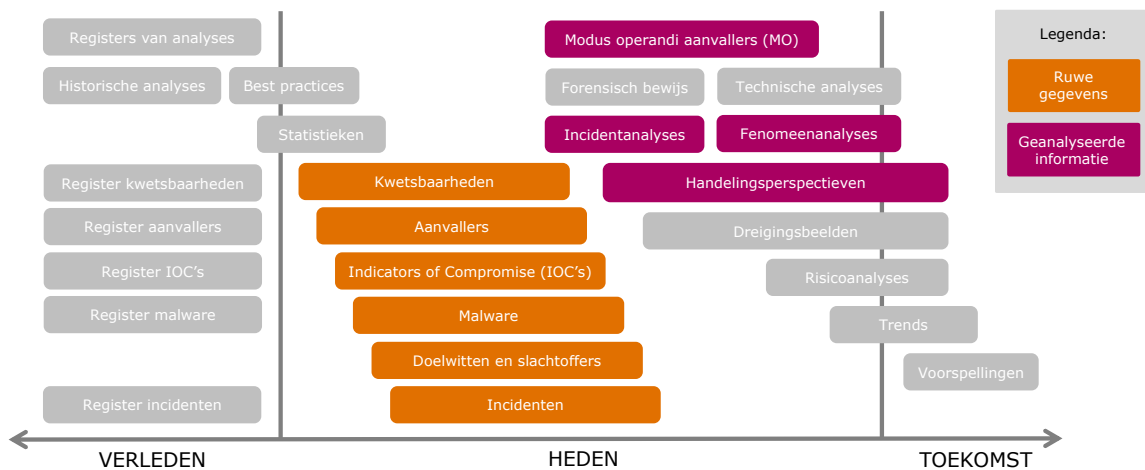 Registers van analyses
Modus operandi aanvallers (MO)
Legenda:
Historische analyses
Best practices
Forensisch bewijs
Technische analyses
Ruwe
gegevens
Statistieken
Incidentanalyses
Fenomeenanalyses
Geanalyseerde
informatie
Register kwetsbaarheden
Kwetsbaarheden
Handelingsperspectieven
Register aanvallers
Aanvallers
Dreigingsbeelden
Register IOC's
Indicators of Compromise (IOC’s)
Risicoanalyses
Register malware
Malware
Trends
Doelwitten en slachtoffers
Voorspellingen
Register incidenten
Incidenten
VERLEDEN
HEDEN
TOEKOMST